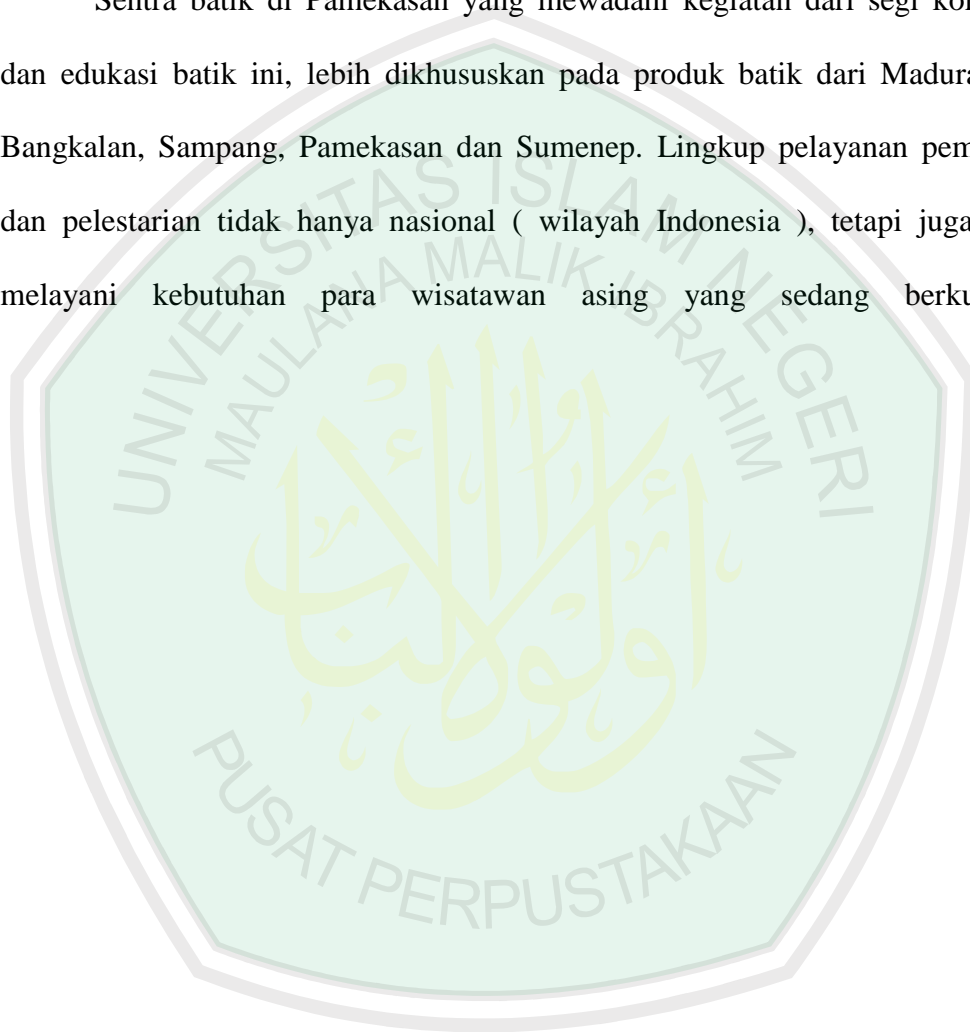 Sentra batik di Pamekasan yang mewadahi kegiatan dari segi
dan edukasi batik ini, lebih dikhususkan pada produk batik dari Madura
Bangkalan, Sampang, Pamekasan dan Sumenep. Lingkup pelayanan
dan pelestarian tidak hanya nasional ( wilayah Indonesia ), tetapi juga
melayani kebutuhan para wisatawan asing yang sedang
UNIVERSITAS ISLAM NEGERI
MAULANA MALIK IBRAHIM
أولوا الألباب
PUSAT PERPUSTAKAAN